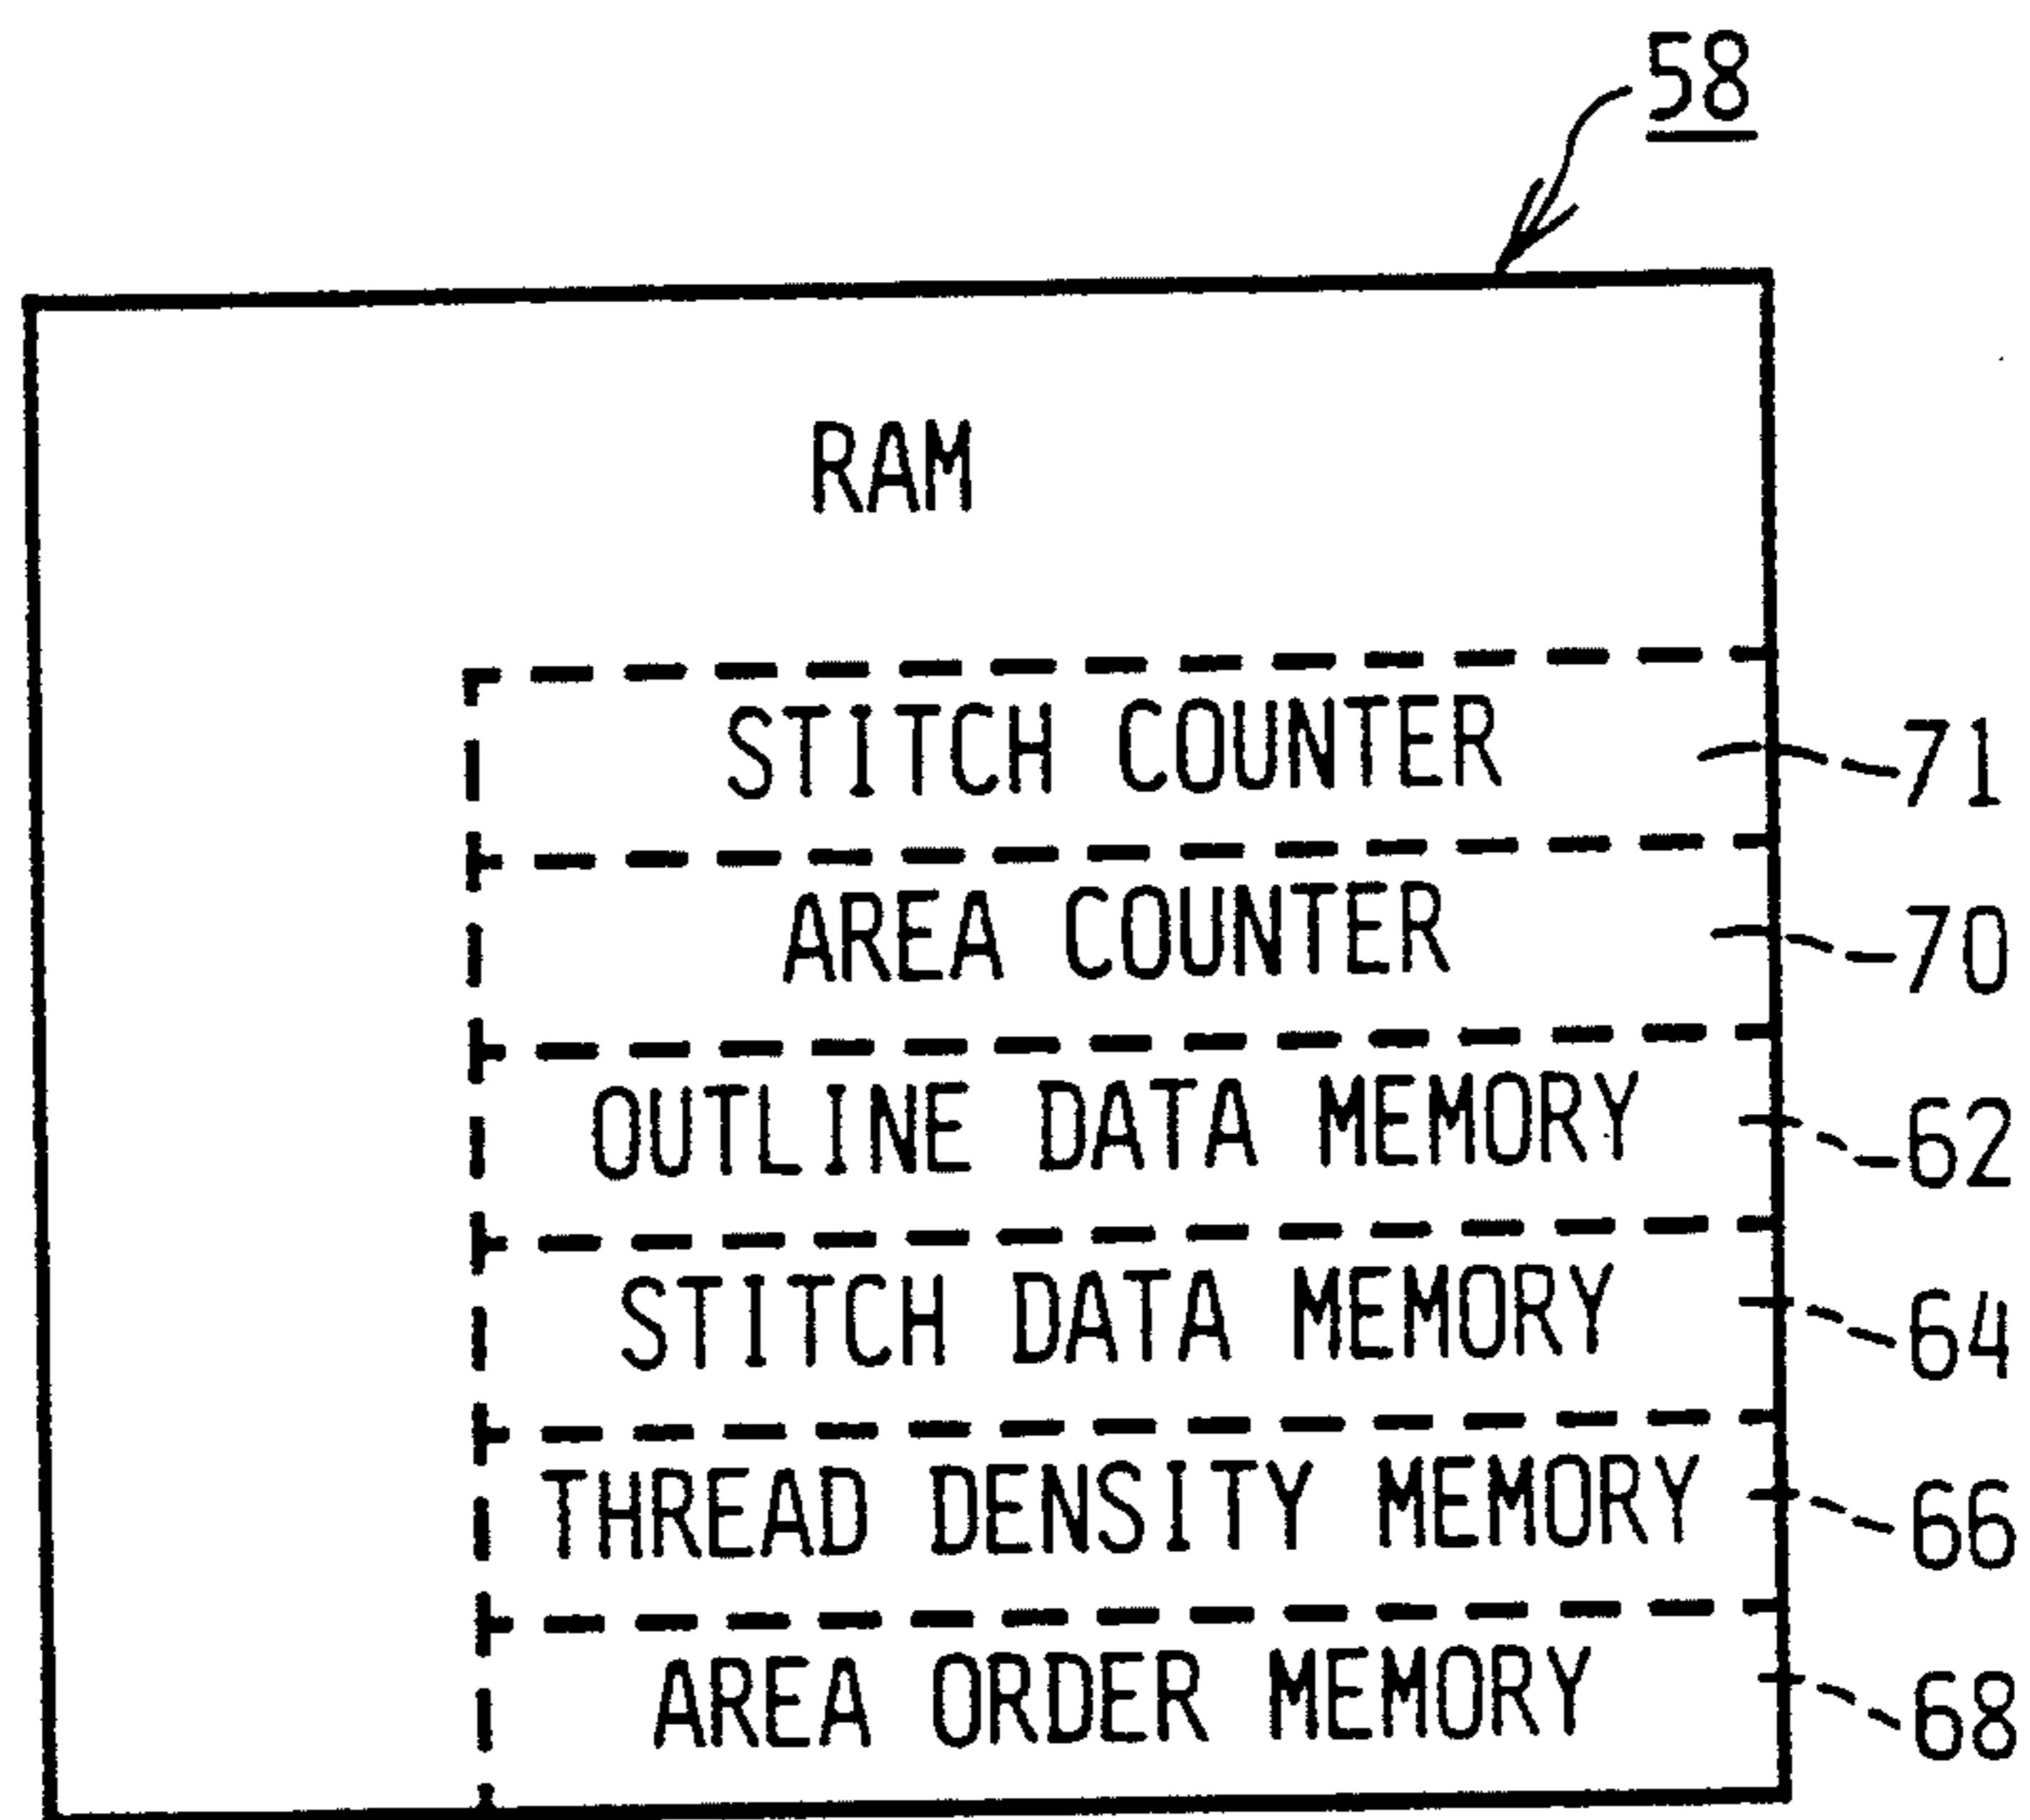 58
RAM
STITCH COUNTER 71
AREA COUNTER 70
OUTLINE DATA MEMORY 62
STITCH DATA MEMORY 64
THREAD DENSITY MEMORY 66
AREA ORDER MEMORY 68